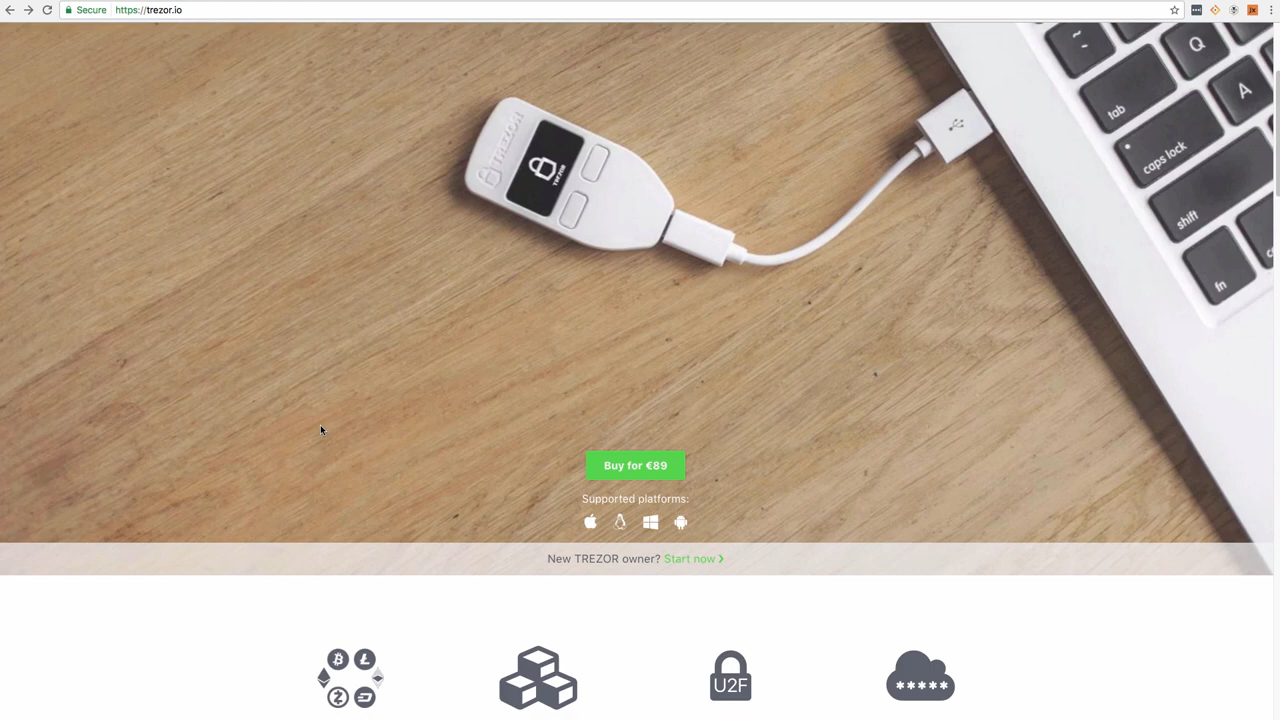 Secure
https://trezor.io
TREZOR
TREZOR
~
Q
tab
A
caps lock
shift
fn
Buy for €89
Supported platforms:
New TREZOR owner? Start now ❯
U2F
*****